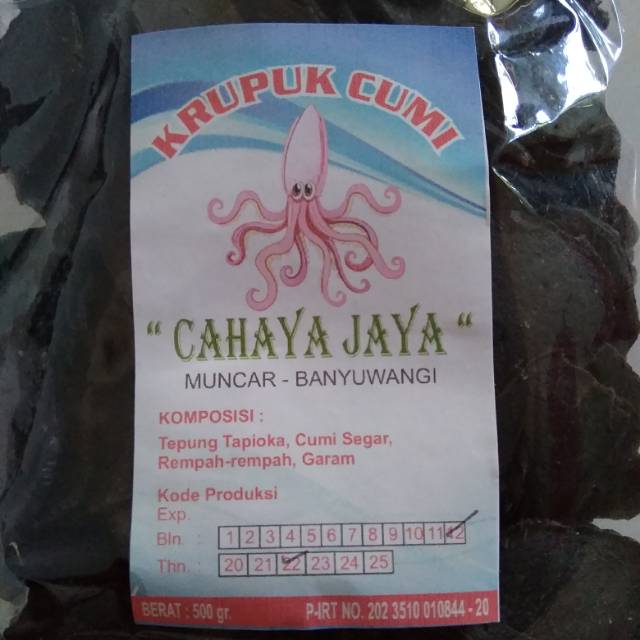 KRUPUK CUMI
" CAHAYA JAYA "
MUNCAR - BANYUWANGI
KOMPOSISI :
Tepung Tapioka, Cumi Segar,
Rempah-rempah, Garam
Kode Produksi
Exp.
Bln. : 1 2 3 4 5 6 7 8 9 10 11 12
Thn. : 20 21 22 23 24 25
BERAT : 500 gr. P-IRT NO. 202 3510 010844 - 20